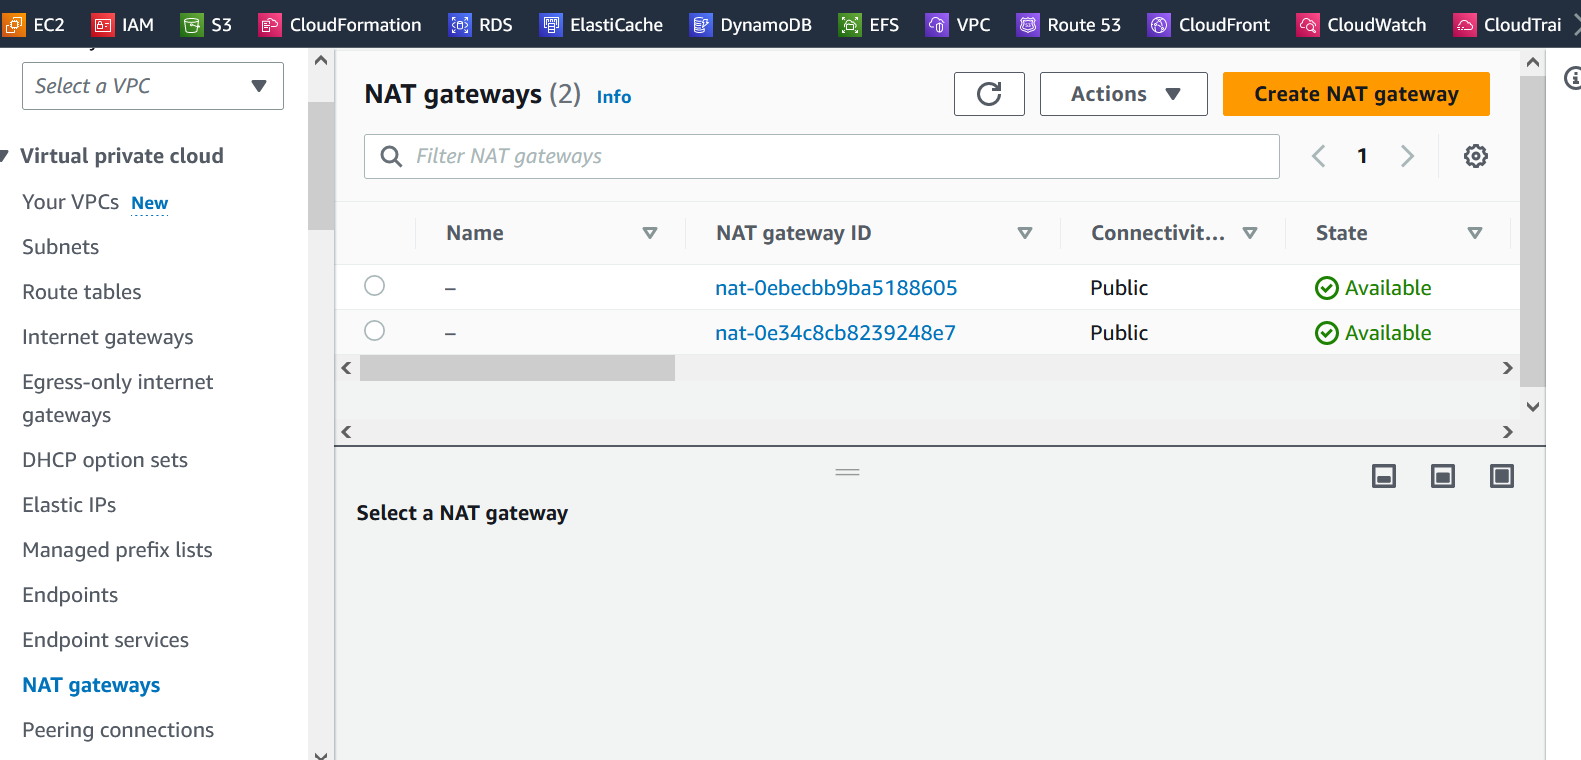 EC2 IAM S3 CloudFormation RDS ElastiCache DynamoDB EFS VPC Route 53 CloudFront CloudWatch CloudTrai
Select a VPC
Virtual private cloud
Your VPCs New
Subnets
Route tables
Internet gateways
Egress-only internet
gateways
DHCP option sets
Elastic IPs
Managed prefix lists
Endpoints
Endpoint services
NAT gateways
Peering connections
NAT gateways (2) Info
Actions
Create NAT gateway
Filter NAT gateways
1
Name NAT gateway ID Connectivit... State
– nat-0ebecbb9ba5188605 Public Available
– nat-0e34c8cb8239248e7 Public Available
Select a NAT gateway